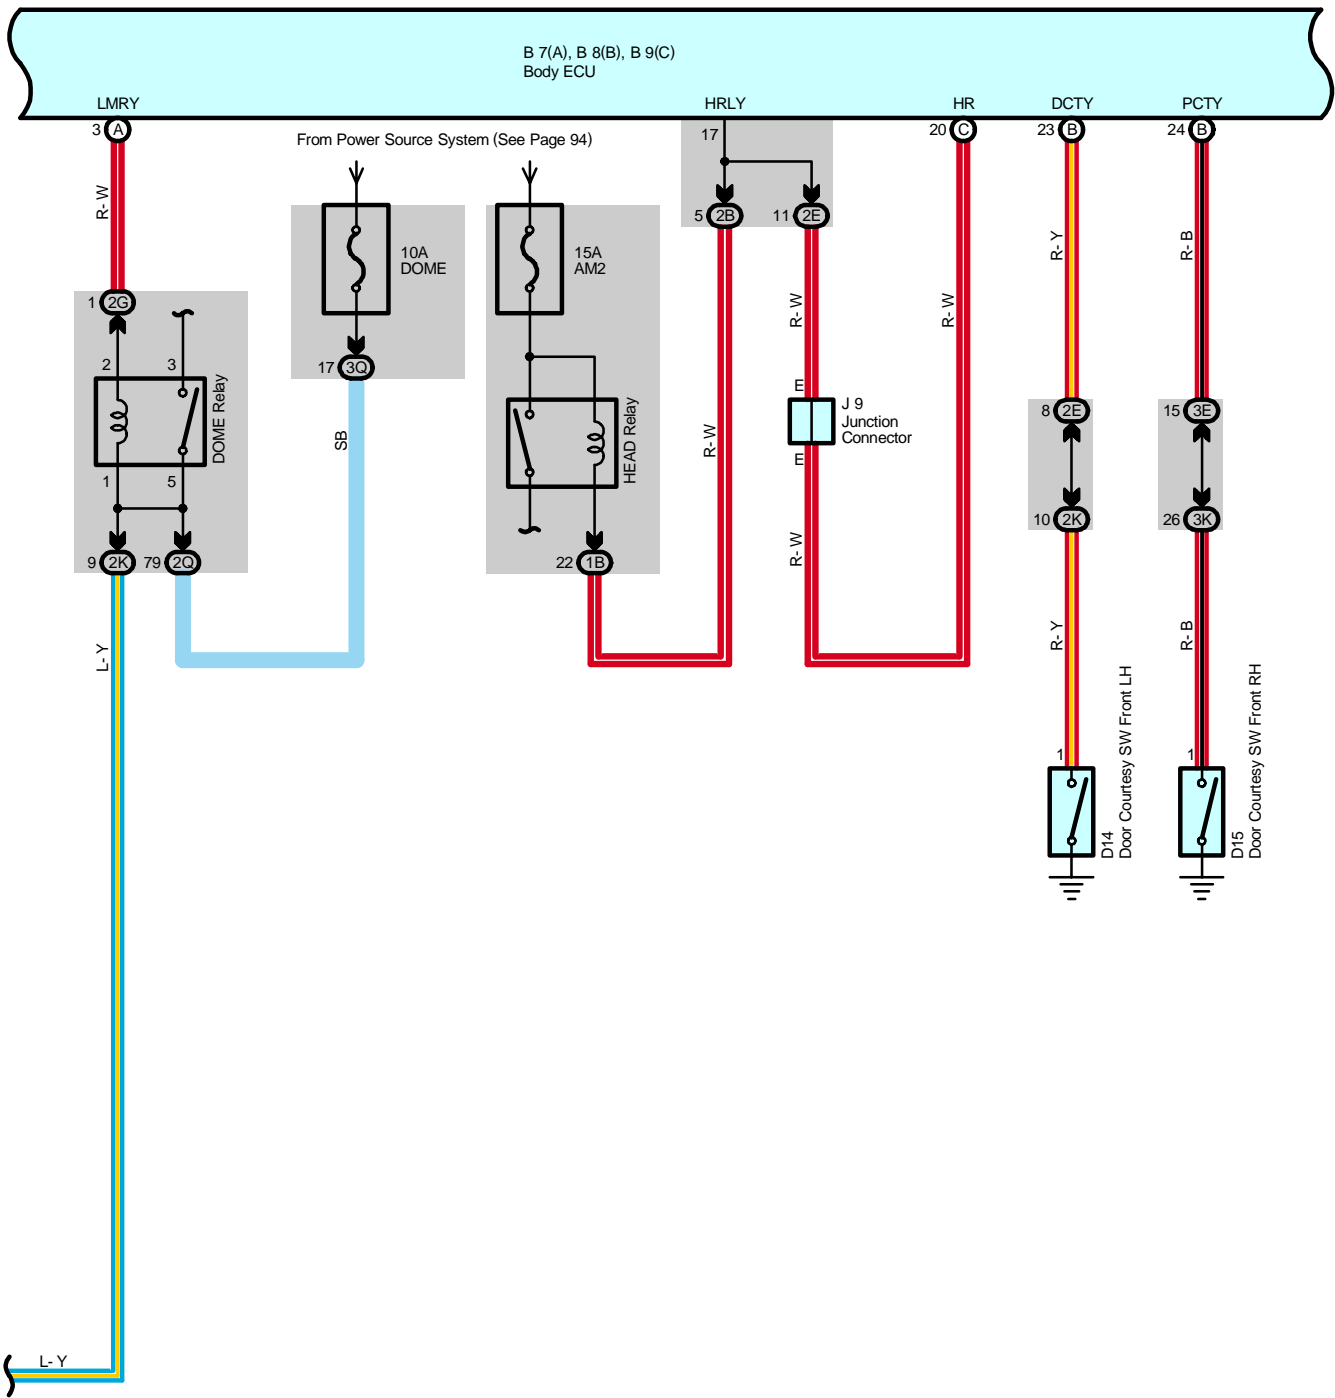 B 7(A), B 8(B), B 9(C)
Body ECU
LMRY
HRLY
HR
DCTY
PCTY
3 A
17
20 C
23 B
24 B
From Power Source System (See Page 94)
R- W
5 2B
11 2E
R- Y
R- B
10A
DOME
15A
AM2
1 2G
R- W
R- W
2
3
17 3Q
DOME Relay
E
J 9
Junction
Connector
8 2E
15 3E
SB
HEAD Relay
R- W
E
1
5
10 2K
26 3K
9 2K
79 2Q
22 1B
R- W
L- Y
R- Y
R- B
1
1
D14
Door Courtesy SW Front LH
D15
Door Courtesy SW Front RH
L- Y